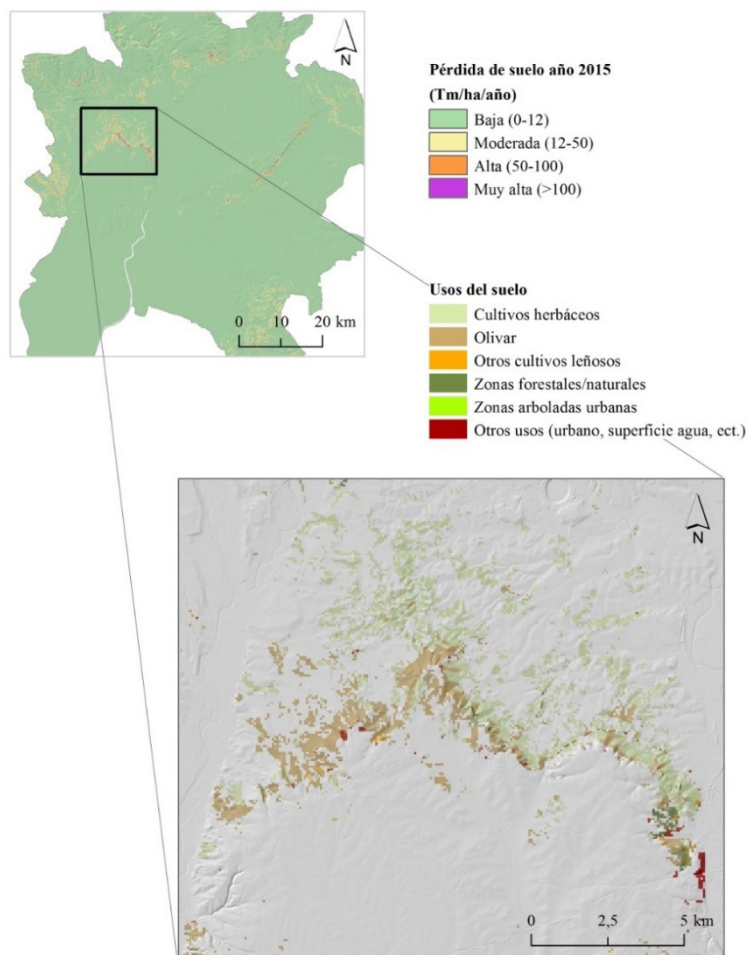 N
0 10 20 km
Pérdida de suelo año 2015
(Tm/ha/año)
Baja (0-12)
Moderada (12-50)
Alta (50-100)
Muy alta (>100)
Usos del suelo
Cultivos herbáceos
Olivar
Otros cultivos leñosos
Zonas forestales/naturales
Zonas arboladas urbanas
Otros usos (urbano, superficie agua, ect.)
N
0 2,5 5 km